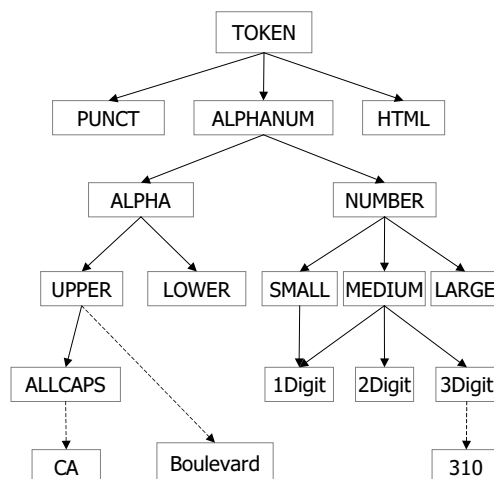 TOKEN
PUNCT ALPHANUM HTML
ALPHA NUMBER
UPPER LOWER SMALL MEDIUM LARGE
ALLCAPS 1Digit 2Digit 3Digit
CA Boulevard 310